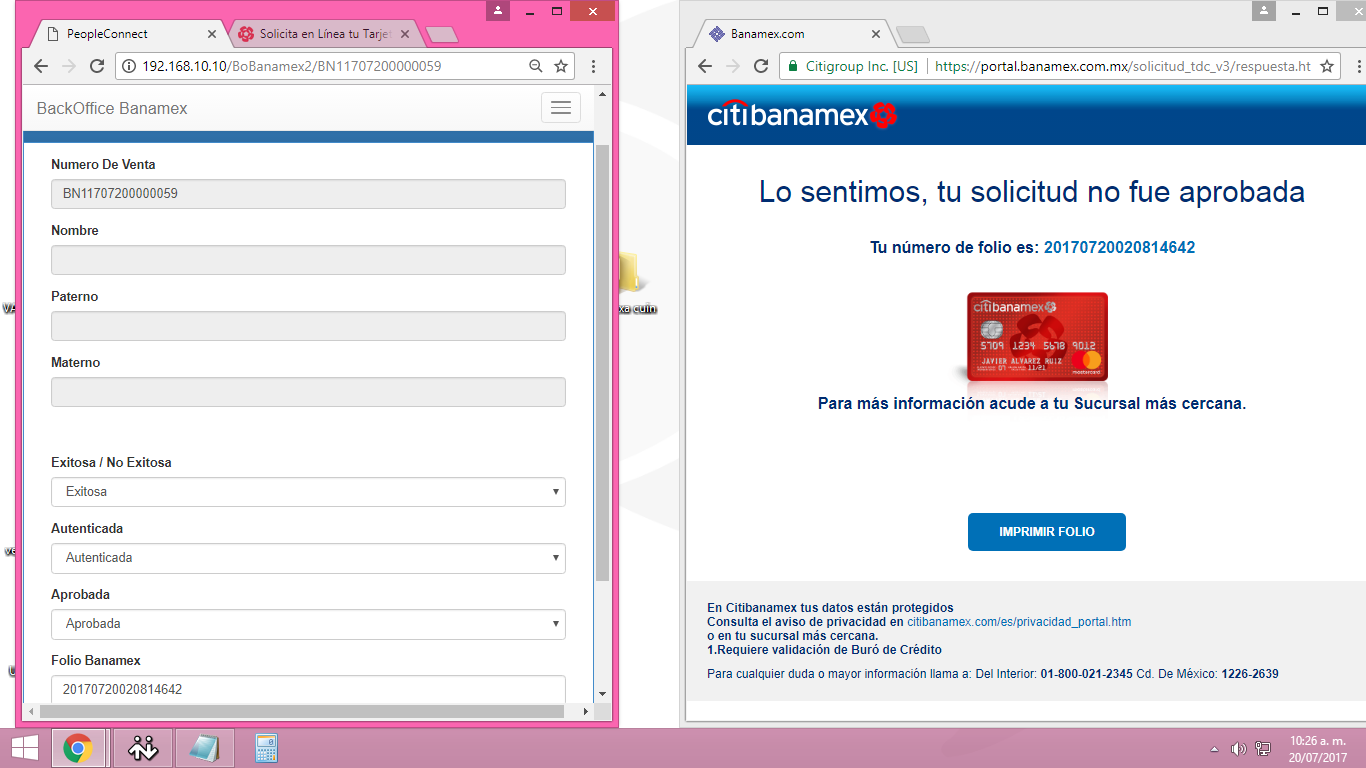 PeopleConnect
Solicita en Línea tu Tarje
192.168.10.10/BoBanamex2/BN11707200000059
BackOffice Banamex
Numero De Venta
BN11707200000059
Nombre
Paterno
Materno
Exitosa / No Exitosa
Exitosa
Autenticada
Autenticada
Aprobada
Aprobada
Folio Banamex
20170720020814642
xa cuin
Banamex.com
Citigroup Inc. [US]
https://portal.banamex.com.mx/solicitud_tdc_v3/respuesta.ht
citibanamex
Lo sentimos, tu solicitud no fue aprobada
Tu número de folio es: 20170720020814642
citibanamex
5709 1234 5678 9012
JAVIER ALVAREZ RUIZ
mastercard
Para más información acude a tu Sucursal más cercana.
IMPRIMIR FOLIO
En Citibanamex tus datos están protegidos
Consulta el aviso de privacidad en citibanamex.com/es/privacidad_portal.htm
o en tu sucursal más cercana.
1.Requiere validación de Buró de Crédito
Para cualquier duda o mayor información llama a: Del Interior: 01-800-021-2345 Cd. De México: 1226-2639
10:26 a. m.
20/07/2017